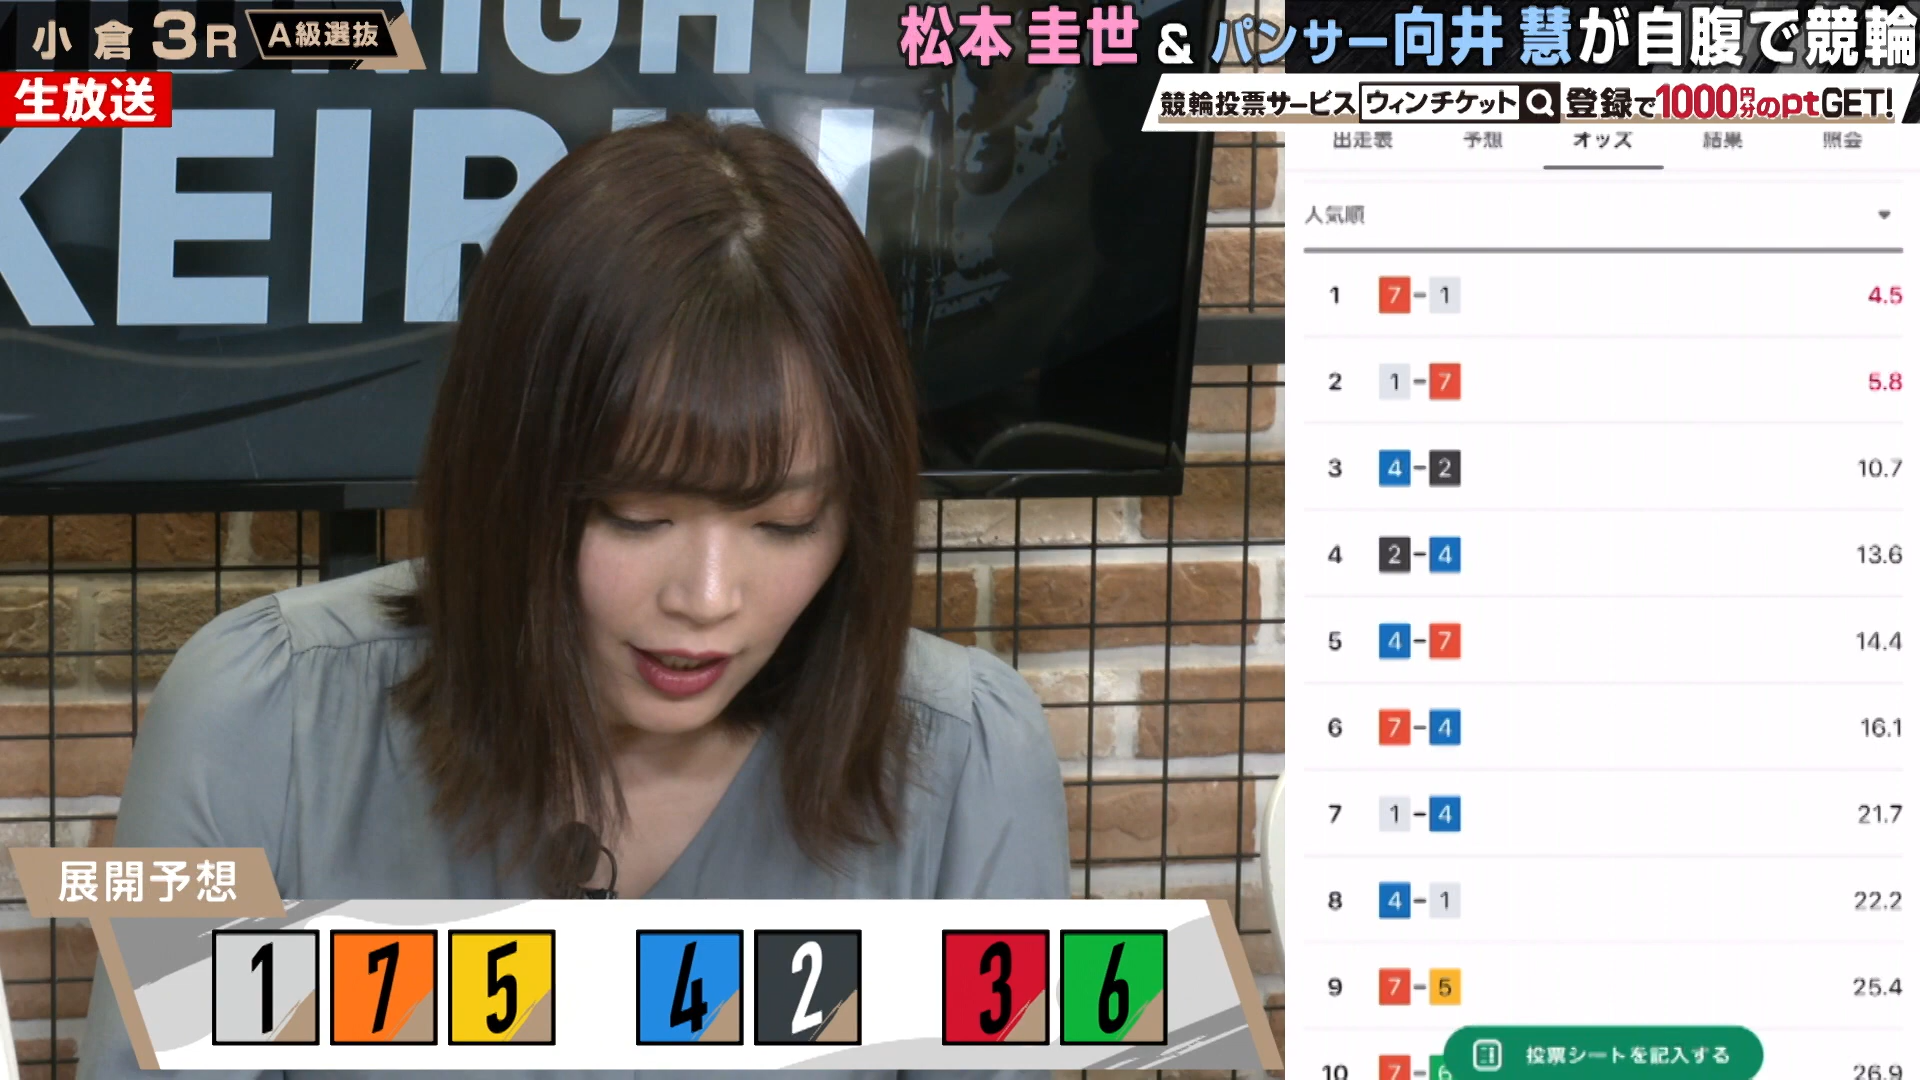 小倉3R A級選抜
生放送
MIDNIGHT
KEIRIN
松本圭世&パンサー向井慧が自腹で競輪
競輪投票サービス ウィンチケット 登録で1000円分のptGET!
出走表 予想 オッズ 結果 照会
人気順
1 7-1 4.5
2 1-7 5.8
3 4-2 10.7
4 2-4 13.6
5 4-7 14.4
6 7-4 16.1
7 1-4 21.7
8 4-1 22.2
9 7-5 25.4
10 7-6 26.9
投票シートを記入する
展開予想
1 7 5 4 2 3 6